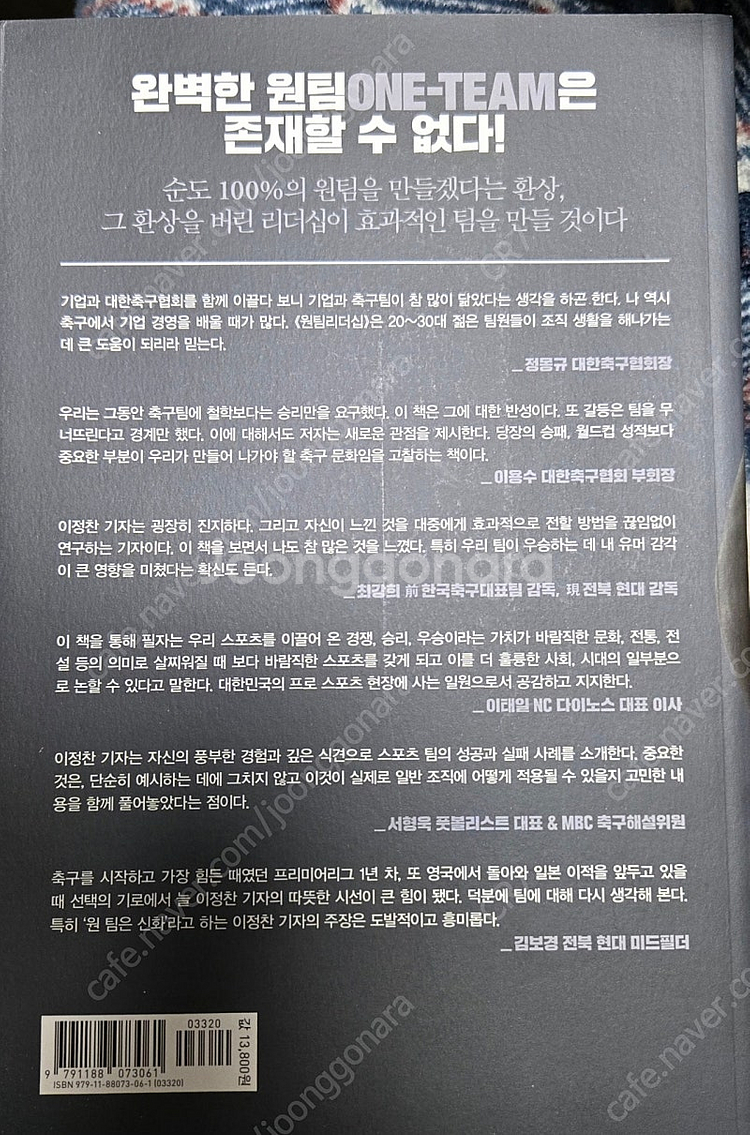 완벽한 원팀ONE-TEAM은
존재할 수 없다!
순도 100%의 원팀을 만들겠다는 환상,
그 환상을 버린 리더십이 효과적인 팀을 만들 것이다
기업과 대한축구협회를 함께 이끌다 보니 기업과 축구팀이 참 많이 닮았다는 생각을 하곤 한다. 나 역시
축구에서 기업 경영을 배울 때가 많다. 《원팀리더십》은 20~30대 젊은 팀원들이 조직 생활을 해나가는
데 큰 도움이 되리라 믿는다.
_정몽규 대한축구협회장
우리는 그동안 축구팀에 철학보다는 승리만을 요구했다. 이 책은 그에 대한 반성이다. 또 갈등은 팀을 무
너뜨린다고 경계만 했다. 이에 대해서도 저자는 새로운 관점을 제시한다. 당장의 승패, 월드컵 성적보다
중요한 부분이 우리가 만들어 나가야 할 축구 문화임을 고찰하는 책이다.
_이용수 대한축구협회 부회장
이정찬 기자는 굉장히 진지하다. 그리고 자신이 느낀 것을 대중에게 효과적으로 전할 방법을 끊임없이
연구하는 기자이다. 이 책을 보면서 나도 참 많은 것을 느꼈다. 특히 우리 팀이 우승하는 데 내 유머 감각
이 큰 영향을 미쳤다는 확신도 든다.
_최강희 前 한국축구대표팀 감독, 現 전북 현대 감독
이 책을 통해 필자는 우리 스포츠를 이끌어 온 경쟁, 승리, 우승이라는 가치가 바람직한 문화, 전통, 전
설 등의 의미로 살찌워질 때 보다 바람직한 스포츠를 갖게 되고 이를 더 훌륭한 사회, 시대의 일부분으
로 논할 수 있다고 말한다. 대한민국의 프로 스포츠 현장에 사는 일원으로서 공감하고 지지한다.
_이태일 NC 다이노스 대표 이사
이정찬 기자는 자신의 풍부한 경험과 깊은 식견으로 스포츠 팀의 성공과 실패 사례를 소개한다. 중요한
것은, 단순히 예시하는 데에 그치지 않고 이것이 실제로 일반 조직에 어떻게 적용될 수 있을지 고민한 내
용을 함께 풀어놓았다는 점이다.
_서형욱 풋볼리스트 대표 & MBC 축구해설위원
축구를 시작하고 가장 힘든 때였던 프리미어리그 1년 차, 또 영국에서 돌아와 일본 이적을 앞두고 있을
때 선택의 기로에서 늘 이정찬 기자의 따뜻한 시선이 큰 힘이 됐다. 덕분에 팀에 대해 다시 생각해 본다.
특히 '원 팀은 신화'라고 하는 이정찬 기자의 주장은 도발적이고 흥미롭다.
_김보경 전북 현대 미드필더
03320
값 13,800원
9 791188 073061
ISBN 979-11-88073-06-1 (03320)
Joonggonara
cafe.naver.com/joonggonara